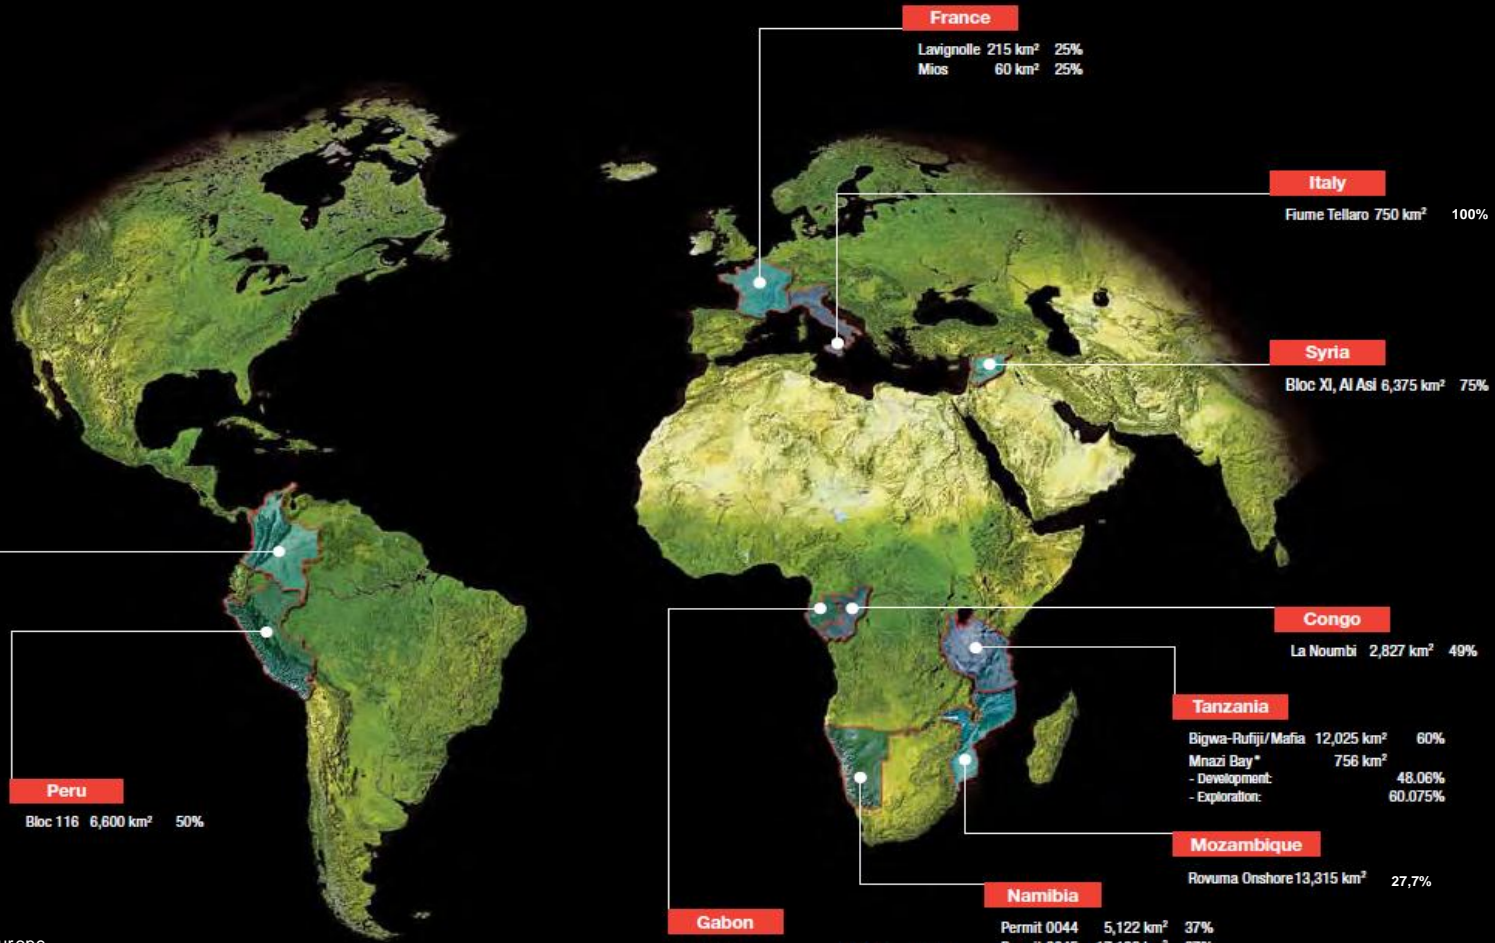 France
Lavignolle 215 km² 25%
Mios 60 km² 25%
Italy
Fiume Tellaro 750 km² 100%
Syria
Bloc XI, Al Asi 6,375 km² 75%
Congo
La Noumbi 2,827 km² 49%
Tanzania
Bigwa-Rufiji/Mafia 12,025 km² 60%
Mnazi Bay* 756 km²
- Development: 48.06%
- Exploration: 60.075%
Peru
Bloc 116 6,600 km² 50%
Mozambique
Rovuma Onshore 13,315 km² 27,7%
Namibia
Permit 0044 5,122 km² 37%
Gabon